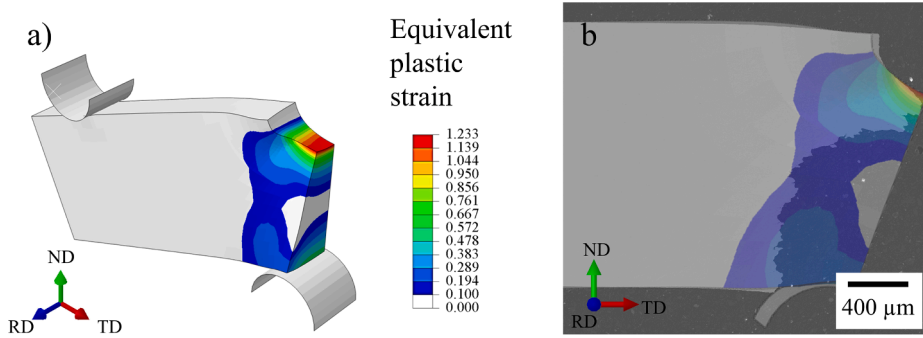 a)
Equivalent
plastic
strain
1.233
1.139
1.044
0.950
0.856
0.761
0.667
0.572
0.478
0.383
0.289
0.194
0.100
0.000
ND
RD
TD
b
ND
RD
TD
400 µm